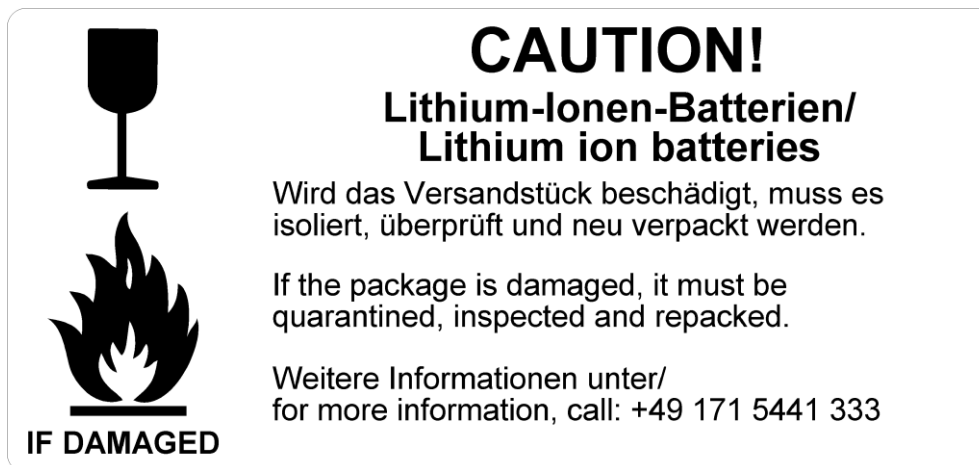 CAUTION!
Lithium-Ionen-Batterien/
Lithium ion batteries
Wird das Versandstück beschädigt, muss es
isoliert, überprüft und neu verpackt werden.
If the package is damaged, it must be
quarantined, inspected and repacked.
Weitere Informationen unter/
for more information, call: +49 171 5441 333
IF DAMAGED